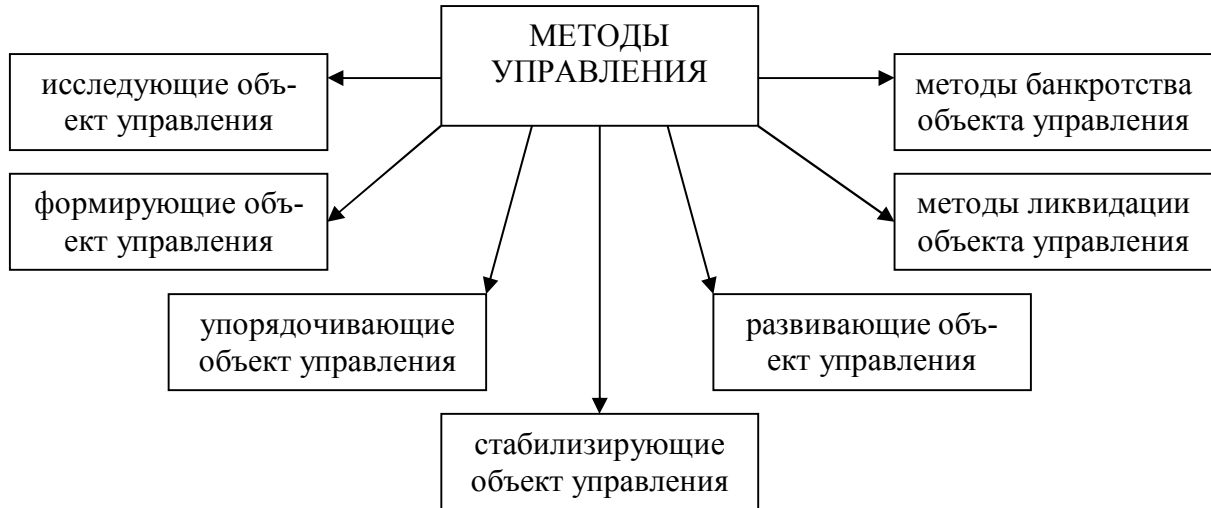 МЕТОДЫ
УПРАВЛЕНИЯ
исследующие объ-
ект управления
методы банкротства
объекта управления
формирующие объ-
ект управления
методы ликвидации
объекта управления
упорядочивающие
объект управления
развивающие объ-
ект управления
стабилизирующие
объект управления